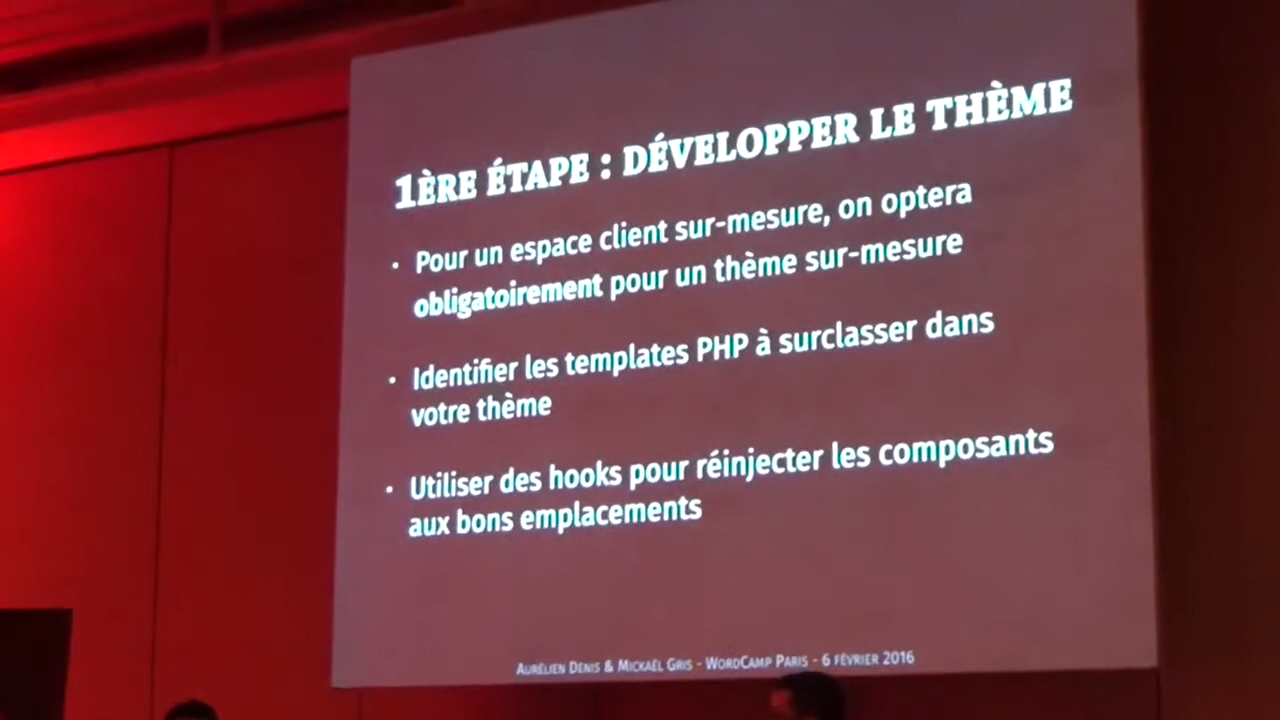 1ÈRE ÉTAPE : DÉVELOPPER LE THÈME
• Pour un espace client sur-mesure, on optera
obligatoirement pour un thème sur-mesure
• Identifier les templates PHP à surclasser dans
votre thème
• Utiliser des hooks pour réinjecter les composants
aux bons emplacements
AURÉLIEN DENIS & MICKAËL GRIS - WORDCAMP PARIS - 6 FÉVRIER 2016